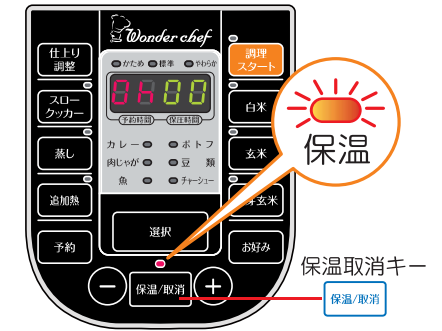 Wonder chef
仕上り
調整
かため 標準 やわらか
調理
スタート
スロー
クッカー
0h00
予約時間 保圧時間
白米
保温
蒸し
カレー ポトフ
肉じゃが 豆 類
魚 チャーシュー
玄米
追加熱
玄米
予約
選択
お好み
保温/取消
保温取消キー
保温/取消